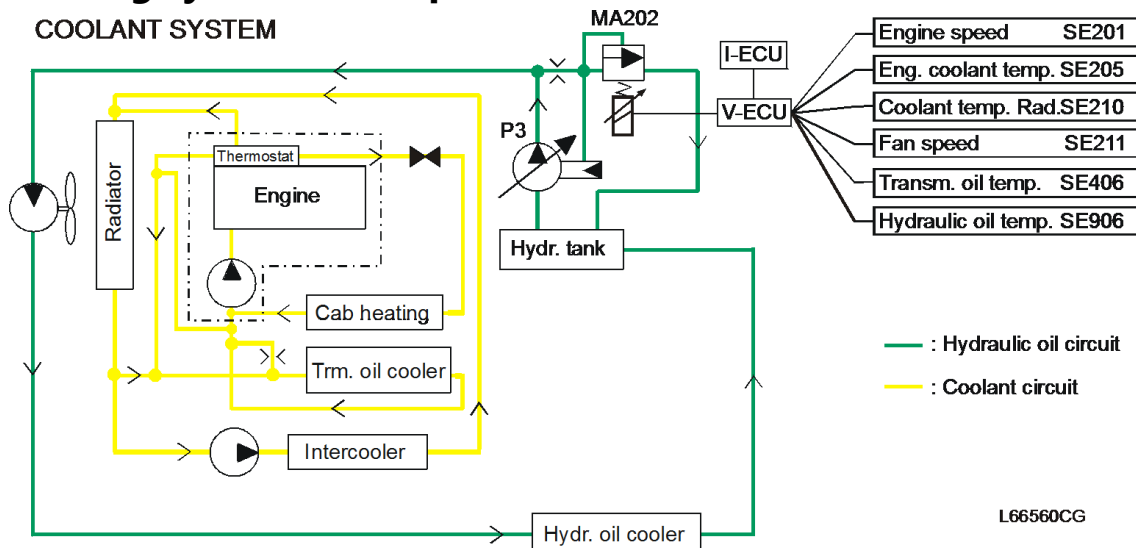 COOLANT SYSTEM
MA202
I-ECU
V-ECU
Engine speed SE201
Eng. coolant temp. SE205
Coolant temp. Rad.SE210
Fan speed SE211
Transm. oil temp. SE406
Hydraulic oil temp. SE906
P3
Thermostat
Engine
Radiator
Hydr. tank
Cab heating
Trm. oil cooler
Intercooler
Hydr. oil cooler
: Hydraulic oil circuit
: Coolant circuit
L66560CG